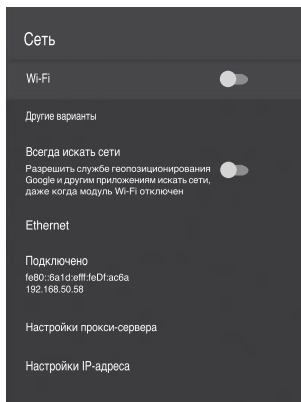 Сеть
Wi-Fi
Другие варианты
Всегда искать сети
Разрешить службе геопозиционирования
Google и другим приложениям искать сети,
даже когда модуль Wi-Fi отключен
Ethernet
Подключено
fe80::6a1d:efff:feDf:ac6a
192.168.50.58
Настройки прокси-сервера
Настройки IP-адреса